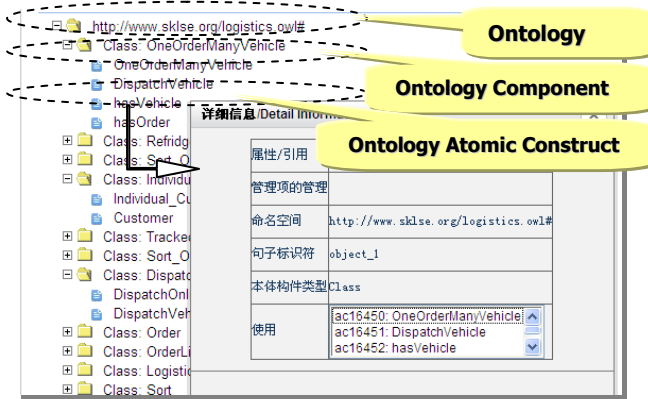 http://www.sklse.org/logistics.owl#
Ontology
Class: OneOrderManyVehicle
OneOrderManyVehicle
Ontology Component
DispatchVehicle
hasVehicle
详细信息/Detail Infor
hasOrder
Class: Refridg
Ontology Atomic Construct
Class: Sort_O
属性/引用
Class: Individu
管理项的管理
Individual_Cu
Customer
命名空间
http://www.sklse.org/logistics.owl#
Class: Tracke
Class: Sort_O
句子标识符
object_1
Class: Dispatc
本体构件类型
Class
DispatchOnl
DispatchVeh
使用
ac16450: OneOrderManyVehicle
ac16451: DispatchVehicle
ac16452: hasVehicle
Class: Order
Class: OrderLi
Class: Logistic
Class: Sort